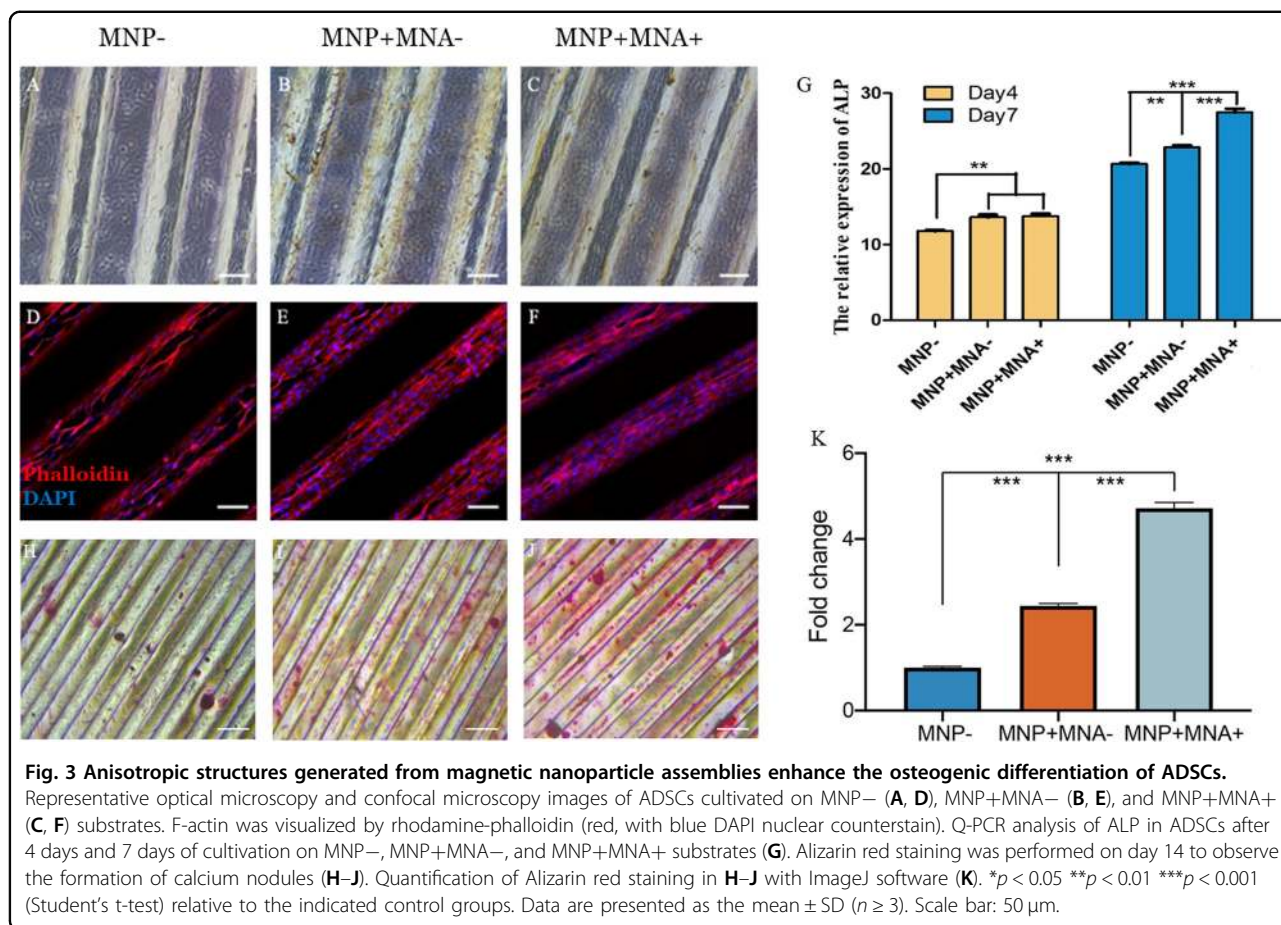 MNP-
MNP+MNA-
MNP+MNA+
A
B
C
D
E
F
Phalloidin
DAPI
H
I
J
G
The relative expression of ALP
30
20
10
0
Day4
Day7
**
***
** ***
MNP-
MNP+MNA-
MNP+MNA+
MNP-
MNP+MNA-
MNP+MNA+
K
Fold change
6
4
2
0
***
*** ***
MNP-
MNP+MNA-
MNP+MNA+
Fig. 3 Anisotropic structures generated from magnetic nanoparticle assemblies enhance the osteogenic differentiation of ADSCs.
Representative optical microscopy and confocal microscopy images of ADSCs cultivated on MNP− (A, D), MNP+MNA− (B, E), and MNP+MNA+
(C, F) substrates. F-actin was visualized by rhodamine-phalloidin (red, with blue DAPI nuclear counterstain). Q-PCR analysis of ALP in ADSCs after
4 days and 7 days of cultivation on MNP−, MNP+MNA−, and MNP+MNA+ substrates (G). Alizarin red staining was performed on day 14 to observe
the formation of calcium nodules (H–J). Quantification of Alizarin red staining in H–J with ImageJ software (K). *p < 0.05 **p < 0.01 ***p < 0.001
(Student's t-test) relative to the indicated control groups. Data are presented as the mean ± SD (n ≥ 3). Scale bar: 50 μm.